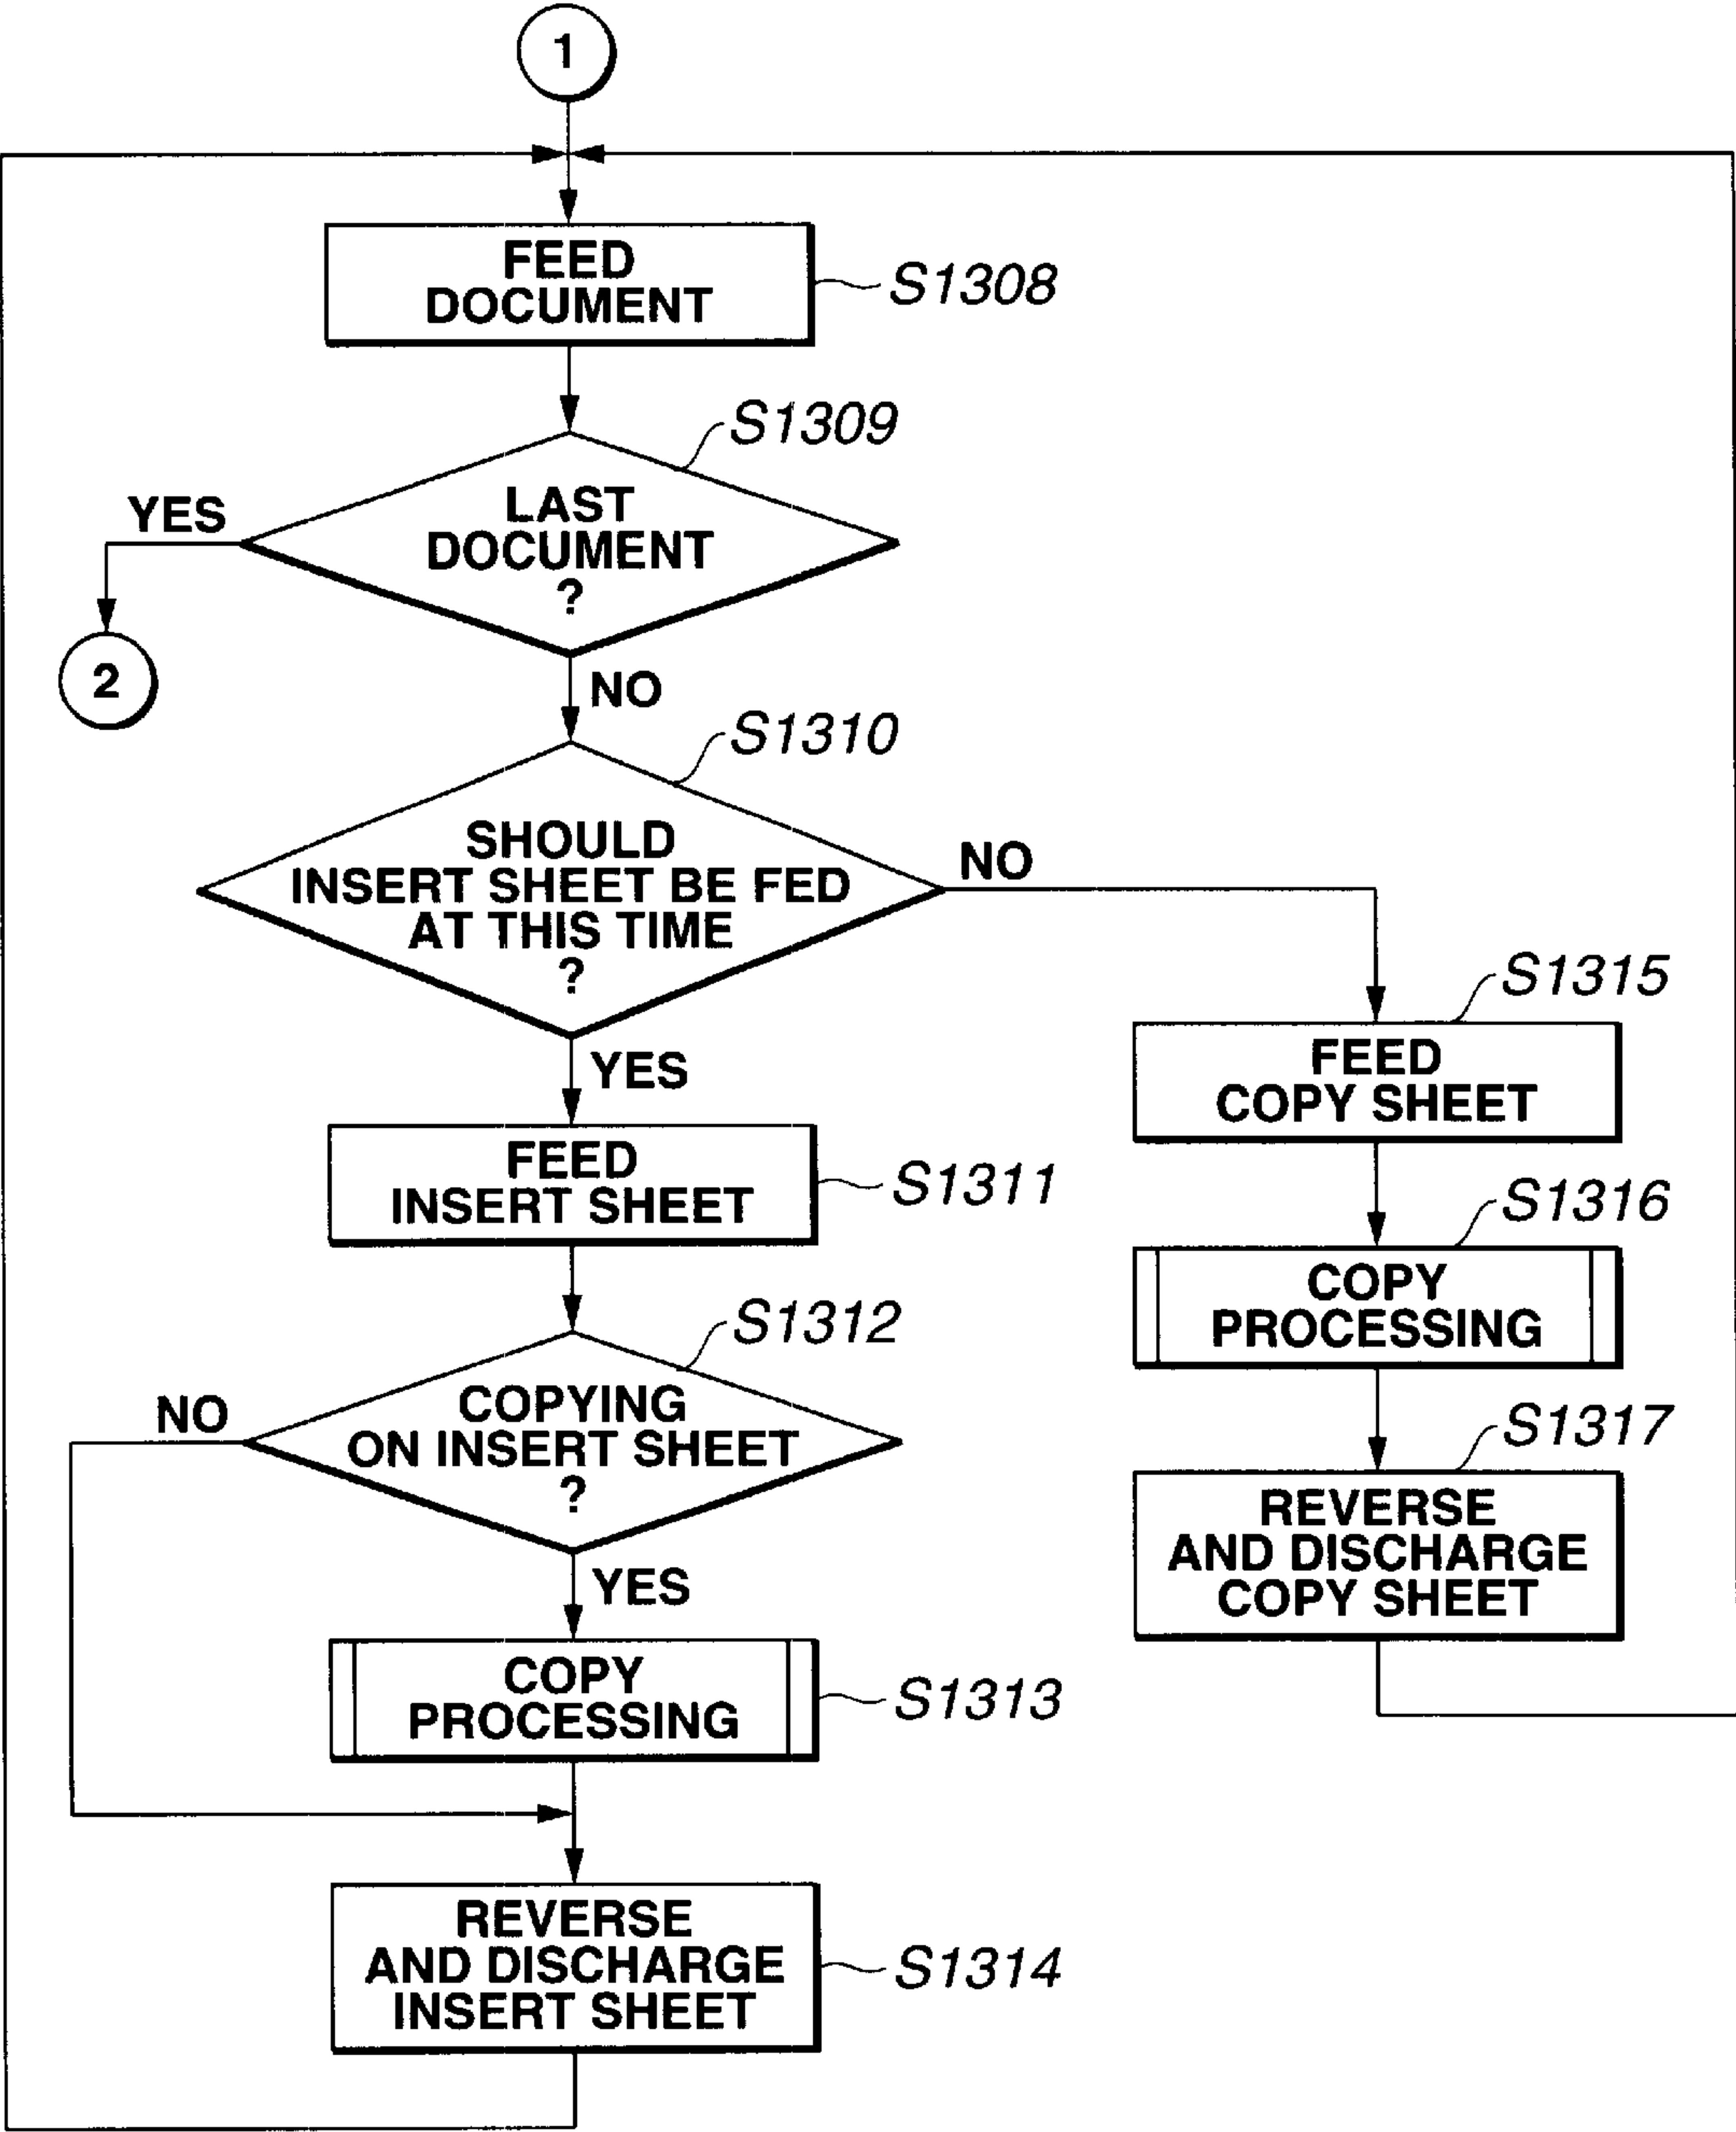 1
FEED
DOCUMENT
S1308
S1309
YES
LAST
DOCUMENT
?
2
NO
S1310
SHOULD
INSERT SHEET BE FED
AT THIS TIME
?
NO
YES
S1315
FEED
COPY SHEET
FEED
INSERT SHEET
S1311
S1316
COPY
PROCESSING
S1312
NO
COPYING
ON INSERT SHEET
?
S1317
REVERSE
AND DISCHARGE
COPY SHEET
YES
COPY
PROCESSING
S1313
REVERSE
AND DISCHARGE
INSERT SHEET
S1314